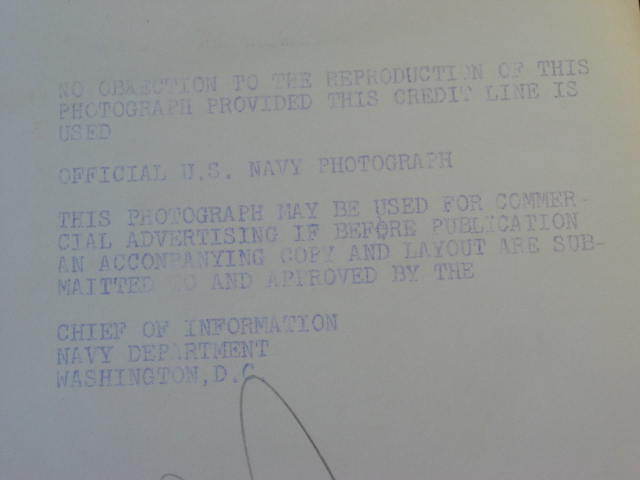 NO OBJECTION TO THE REPRODUCTION OF THIS
PHOTOGRAPH PROVIDED THIS CREDIT LINE IS
USED
OFFICIAL U.S. NAVY PHOTOGRAPH
THIS PHOTOGRAPH MAY BE USED FOR COMMER-
CIAL ADVERTISING IF BEFORE PUBLICATION
AN ACCOMPANYING COPY AND LAYOUT ARE SUB-
MAITTED TO AND APPROVED BY THE
CHIEF OF INFORMATION
NAVY DEPARTMENT
WASHINGTON,D.C